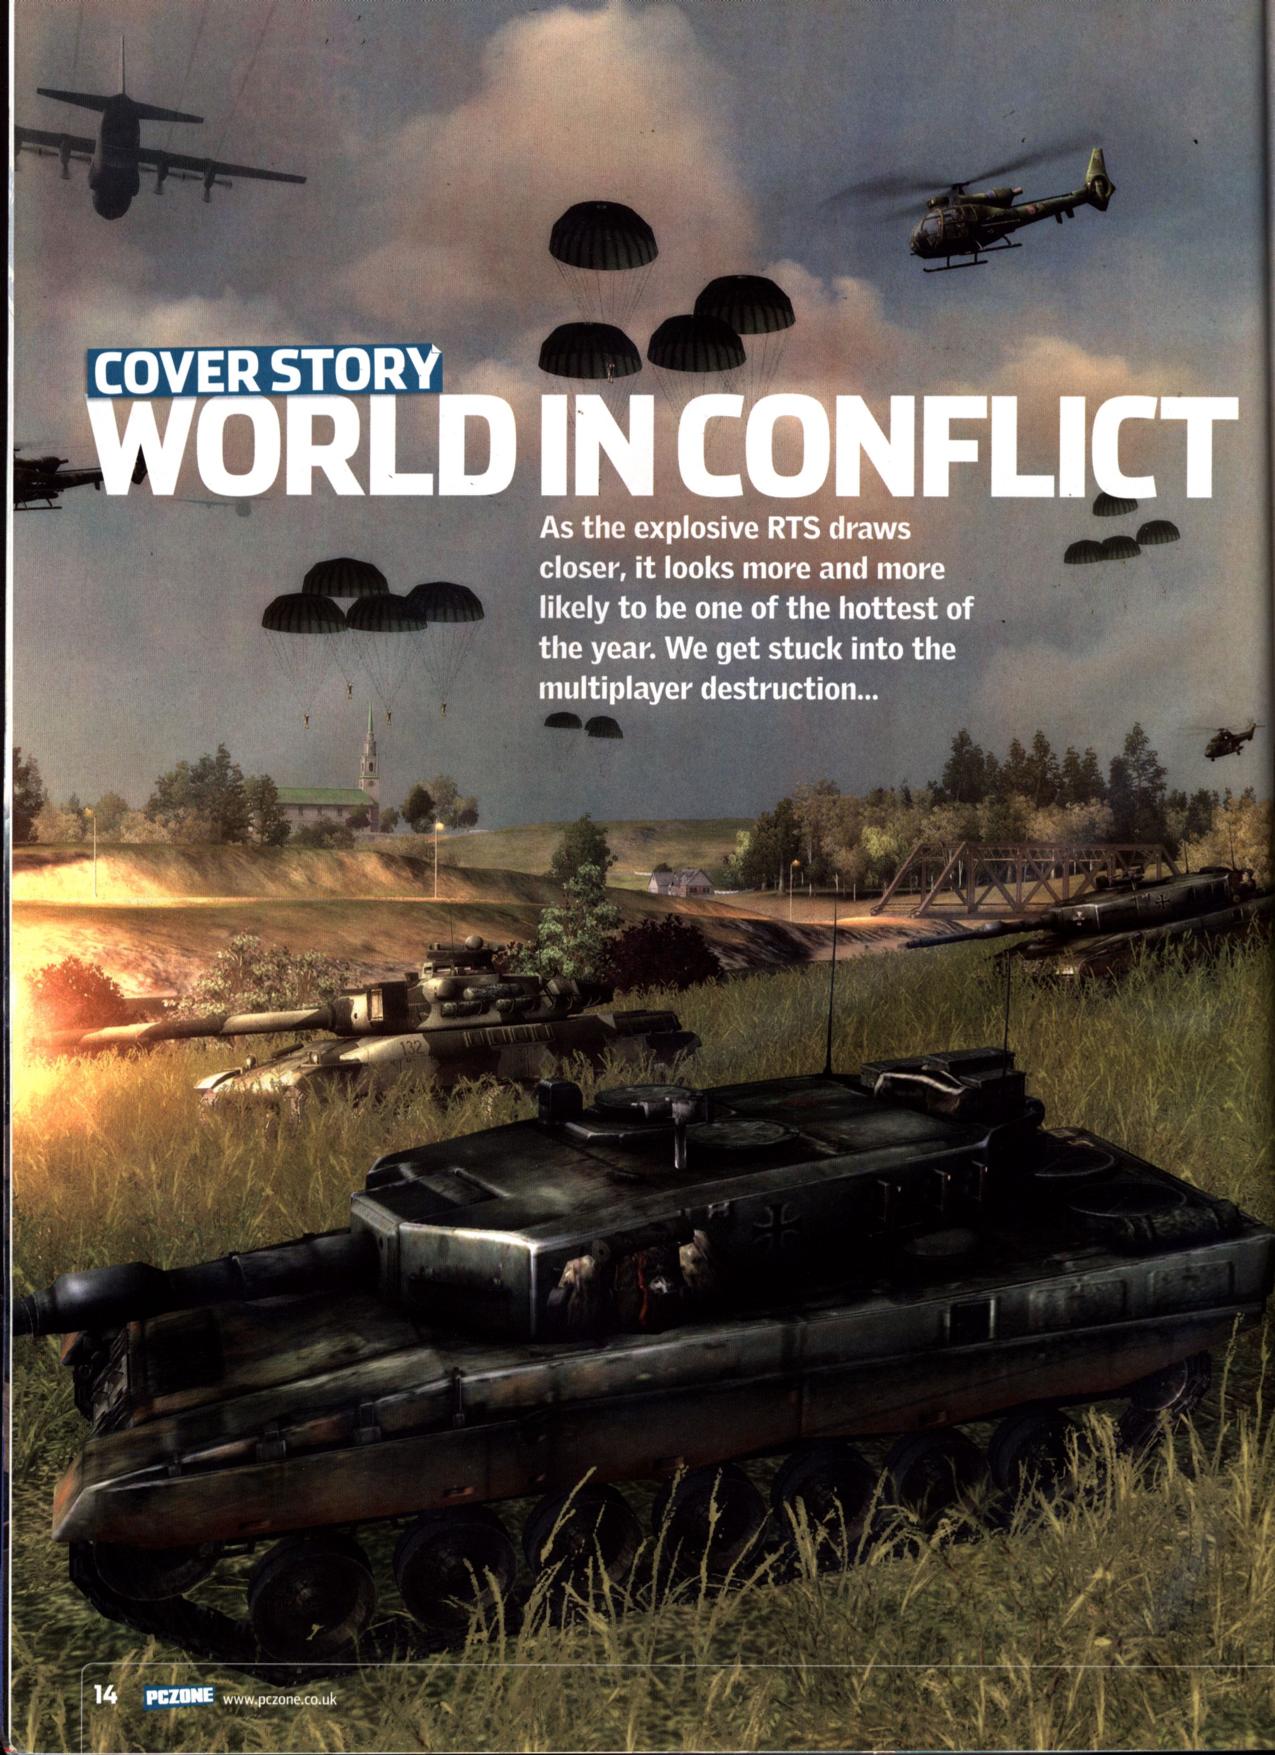 COVER STORY
WORLD IN CONFLICT
As the explosive RTS draws
closer, it looks more and more
likely to be one of the hottest of
the year. We get stuck into the
multiplayer destruction...
132
14 PCZONE www.pczone.co.uk